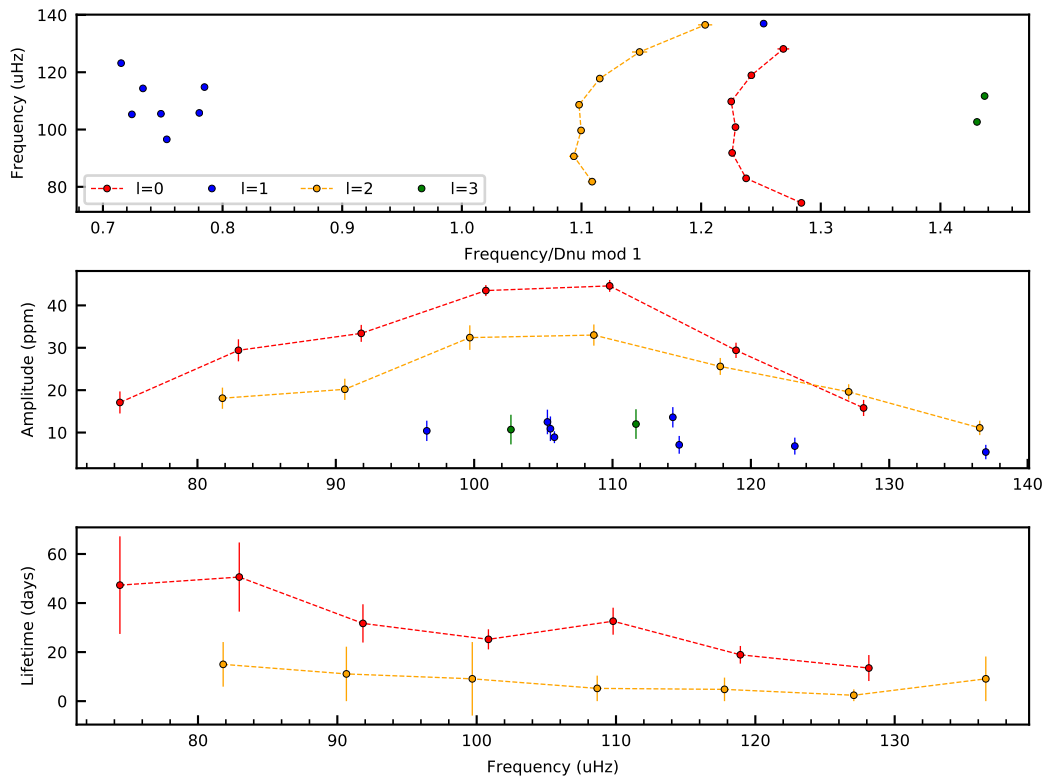 140
120
100
80
Frequency (uHz)
l=0 l=1 l=2 l=3
0.7 0.8 0.9 1.0 1.1 1.2 1.3 1.4
Frequency/Dnu mod 1
40
30
20
10
Amplitude (ppm)
80 90 100 110 120 130 140
60
40
20
0
Lifetime (days)
80 90 100 110 120 130
Frequency (uHz)